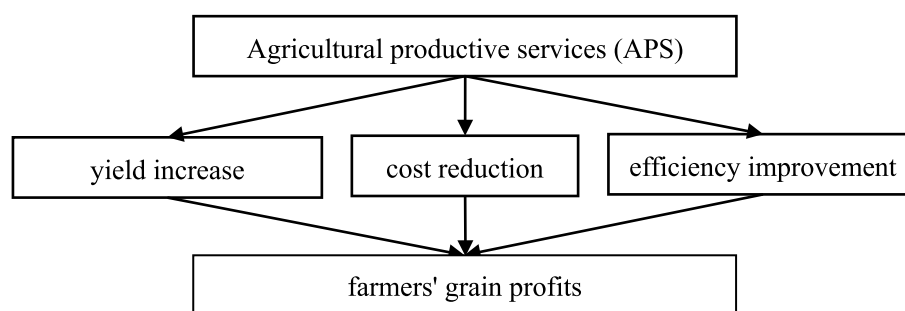 Agricultural productive services (APS)
yield increase
cost reduction
efficiency improvement
farmers' grain profits